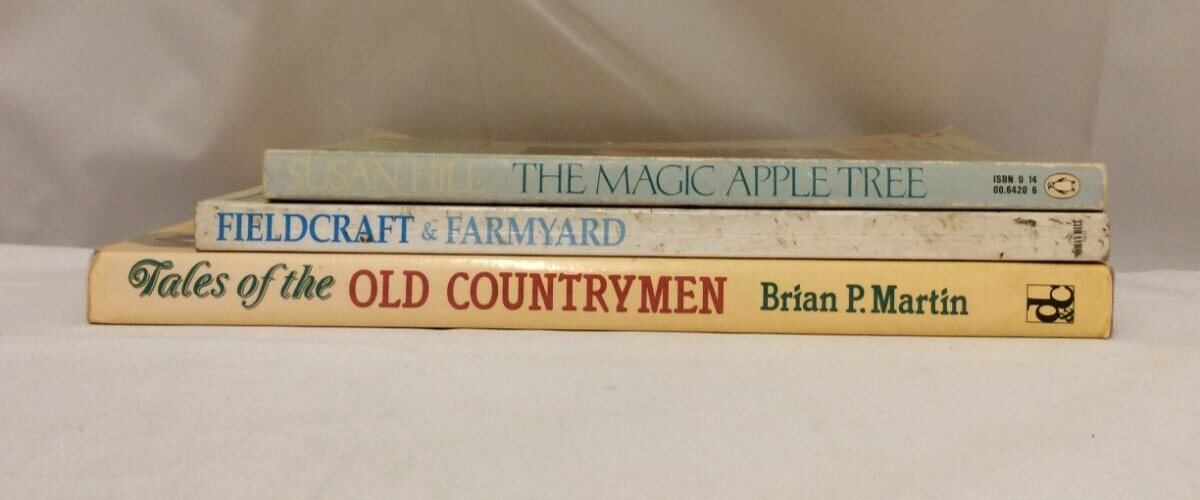 SUSAN HILL THE MAGIC APPLE TREE
ISBN 0 14
00.6420 6
FIELDCRAFT & FARMYARD
Tales of the OLD COUNTRYMEN Brian P. Martin
d&c